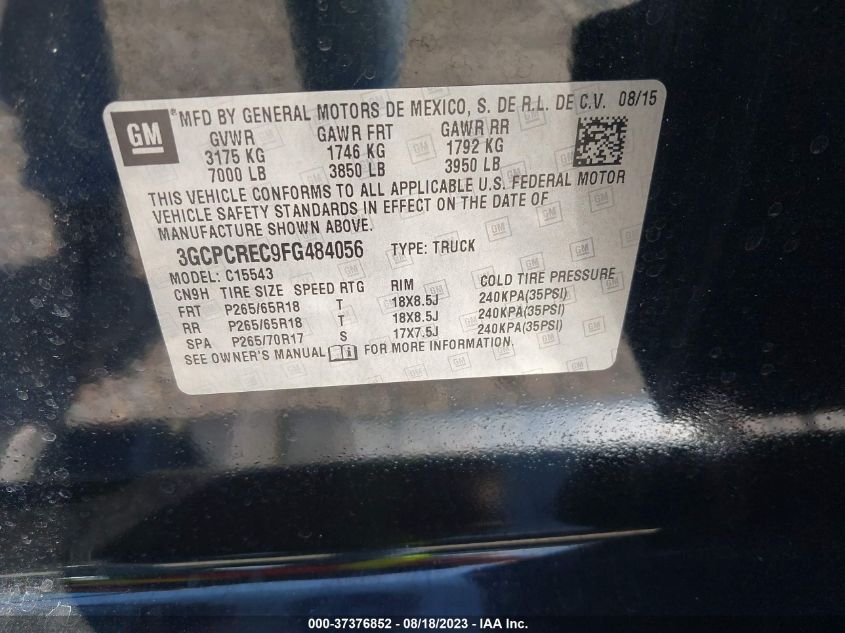 GM
® MFD BY GENERAL MOTORS DE MEXICO, S. DE R.L. DE C.V. 08/15
GVWR GAWR FRT GAWR RR
3175 KG 1746 KG 1792 KG
7000 LB 3850 LB 3950 LB
THIS VEHICLE CONFORMS TO ALL APPLICABLE U.S. FEDERAL MOTOR
VEHICLE SAFETY STANDARDS IN EFFECT ON THE DATE OF
MANUFACTURE SHOWN ABOVE.
3GCPCREC9FG484056 TYPE: TRUCK
MODEL: C15543
CN9H TIRE SIZE SPEED RTG RIM COLD TIRE PRESSURE
FRT P265/65R18 T 18X8.5J 240KPA(35PSI)
RR P265/65R18 T 18X8.5J 240KPA(35PSI)
SPA P265/70R17 S 17X7.5J 240KPA(35PSI)
SEE OWNER'S MANUAL FOR MORE INFORMATION.
000-37376852 - 08/18/2023 - IAA Inc.